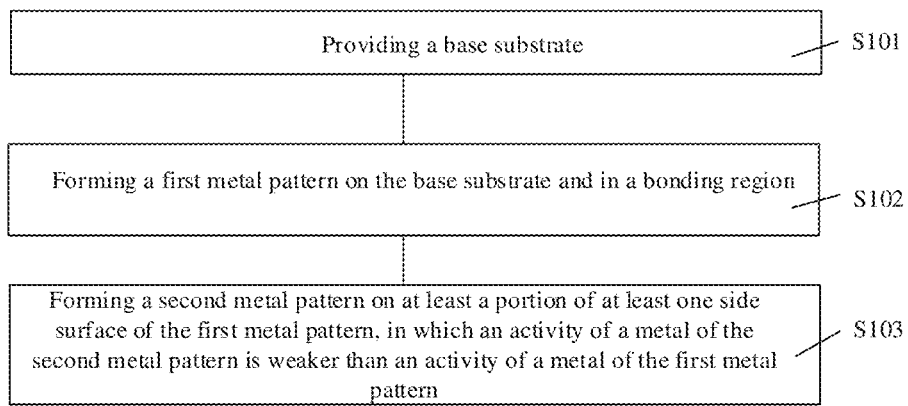 Providing a base substrate
S101
Forming a first metal pattern on the base substrate and in a bonding region
S102
Forming a second metal pattern on at least a portion of at least one side
surface of the first metal pattern, in which an activity of a metal of the
second metal pattern is weaker than an activity of a metal of the first metal
pattern
S103